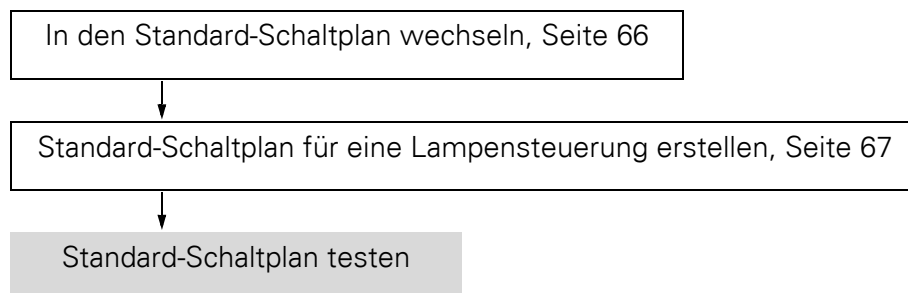 In den Standard-Schaltplan wechseln, Seite 66
Standard-Schaltplan für eine Lampensteuerung erstellen, Seite 67
Standard-Schaltplan testen